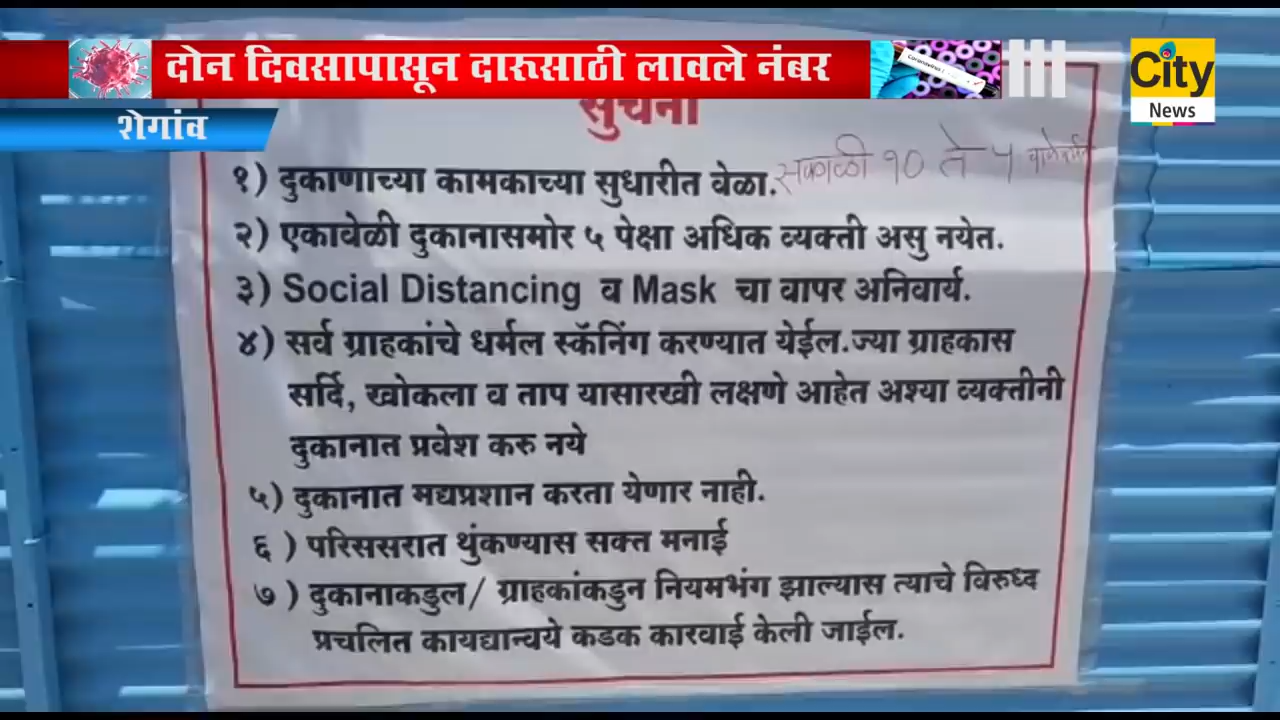 दोन दिवसापासून दारूसाठी लावले नंबर
City
News
शेगांव
Coronavirus
सुचना
१) दुकाणाच्या कामकाच्या सुधारीत वेळा. सकाळी १० ते ५
२) एकावेळी दुकानासमोर ५ पेक्षा अधिक व्यक्ती असु नयेत.
३) Social Distancing व Mask चा वापर अनिवार्य.
४) सर्व ग्राहकांचे धर्मल स्कॅनिंग करण्यात येईल.ज्या ग्राहकास
सर्दि, खोकला व ताप यासारखी लक्षणे आहेत अश्या व्यक्तीनी
दुकानात प्रवेश करु नये
५) दुकानात मद्यप्रशान करता येणार नाही.
६ ) परिससरात थुंकण्यास सक्त मनाई
७ ) दुकानाकडुल/ ग्राहकांकडुन नियमभंग झाल्यास त्याचे विरुध्द
प्रचलित कायद्यान्वये कडक कारवाई केली जाईल.